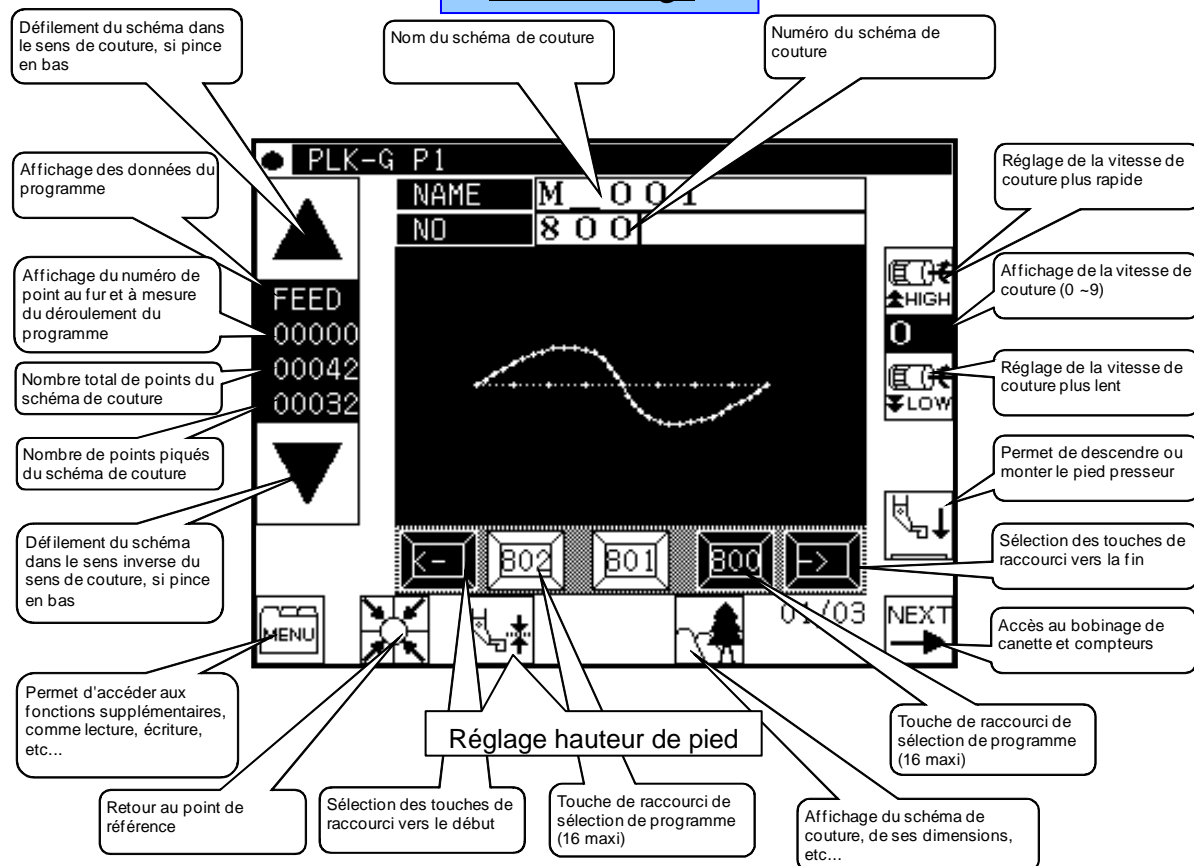 Défilement du schéma dans
le sens de couture, si pince
en bas
Nom du schéma de couture
Numéro du schéma de
couture
Affichage des données du
programme
Affichage du numéro de
point au fur et à mesure
du déroulement du
programme
Nombre total de points du
schéma de couture
Nombre de points piqués
du schéma de couture
Défilement du schéma
dans le sens inverse du
sens de couture, si pince
en bas
PLK-G P1
NAME M_001
NO 800
FEED
00000
00042
00032
HIGH
0
LOW
<- 802 801 800 ->
01/03
MENU
NEXT
Réglage de la vitesse de
couture plus rapide
Affichage de la vitesse de
couture (0 ~9)
Réglage de la vitesse de
couture plus lent
Permet de descendre ou
monter le pied presseur
Sélection des touches de
raccourci vers la fin
Accès au bobinage de
canette et compteurs
Permet d'accéder aux
fonctions supplémentaires,
comme lecture, écriture,
etc...
Réglage hauteur de pied
Touche de raccourci de
sélection de programme
(16 maxi)
Retour au point de
référence
Sélection des touches de
raccourci vers le début
Touche de raccourci de
sélection de programme
(16 maxi)
Affichage du schéma de
couture, de ses dimensions,
etc...